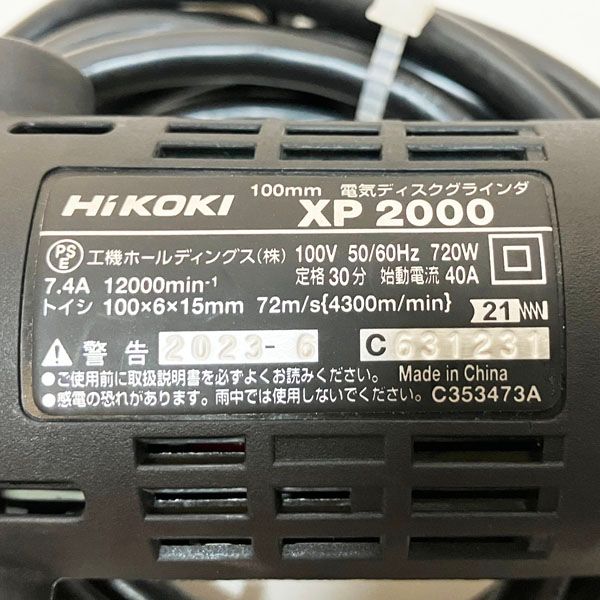 100mm 電気ディスクグラインダ
HiKOKI XP 2000
PSE 工機ホールディングス(株) 100V 50/60Hz 720W
7.4A 12000min-1 定格30分 始動電流 40A
トイシ 100×6×15mm 72m/s{4300m/min} 21
警告 2023-6 C 631231
●ご使用前に取扱説明書を必ずよくお読みください。 Made in China
●感電の恐れがあります。雨中では使用しないでください。 C353473A